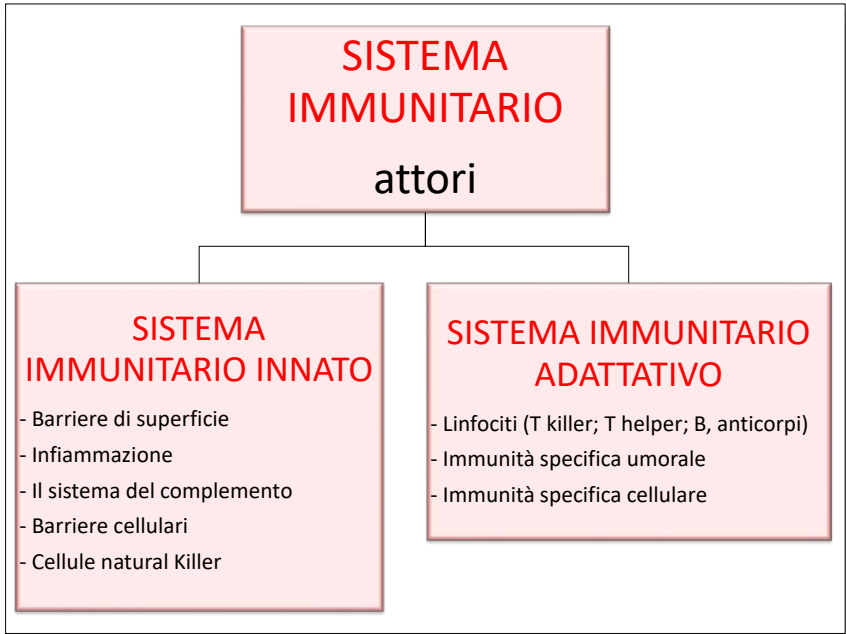 SISTEMA
IMMUNITARIO
attori
SISTEMA
IMMUNITARIO INNATO
- Barriere di superficie
- Infiammazione
- Il sistema del complemento
- Barriere cellulari
- Cellule natural Killer
SISTEMA IMMUNITARIO
ADATTATIVO
- Linfociti (T killer; T helper; B, anticorpi)
- Immunità specifica umorale
- Immunità specifica cellulare